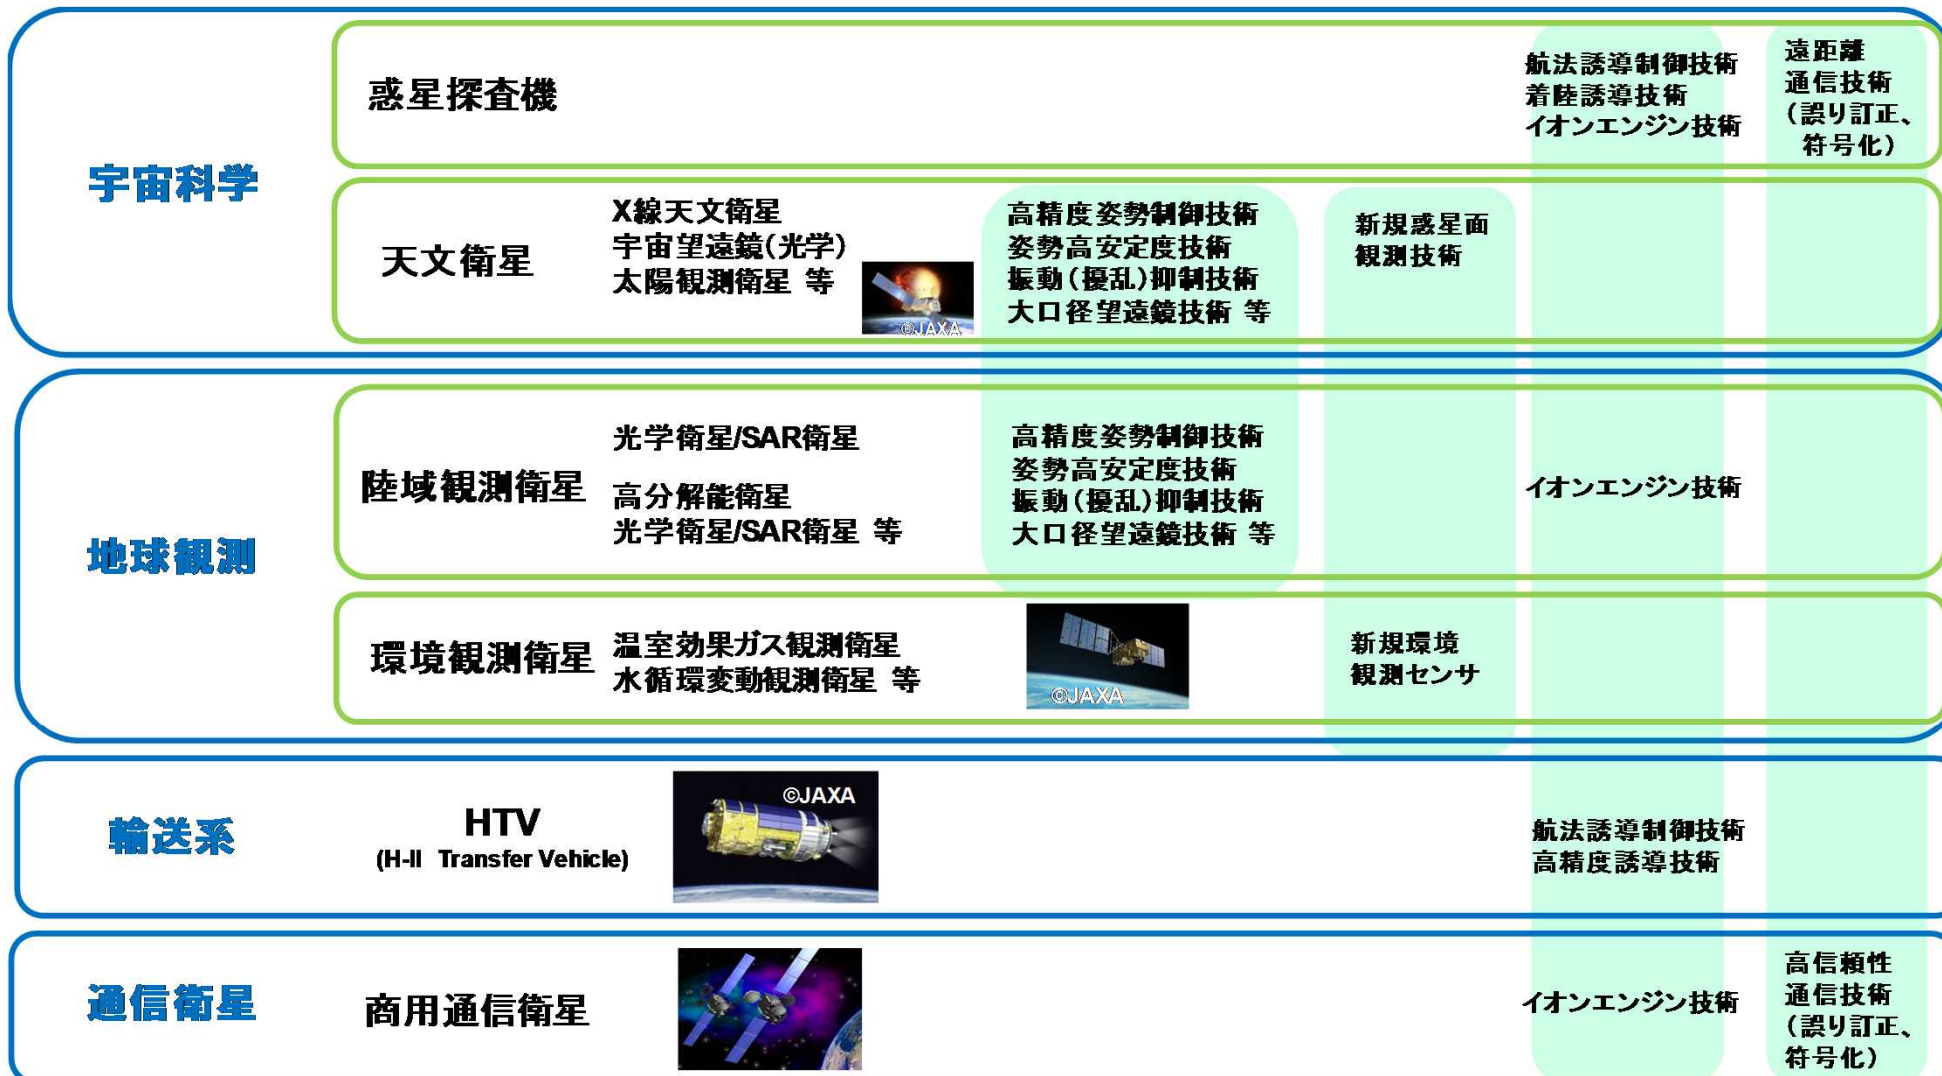 宇宙科学
惑星探査機
航法誘導制御技術
着陸誘導技術
イオンエンジン技術
遠距離
通信技術
(誤り訂正、
符号化)
天文衛星
X線天文衛星
宇宙望遠鏡(光学)
太陽観測衛星 等
©JAXA
高精度姿勢制御技術
姿勢高安定度技術
振動(擾乱)抑制技術
大口径望遠鏡技術 等
新規惑星面
観測技術
地球観測
陸域観測衛星
光学衛星/SAR衛星
高分解能衛星
光学衛星/SAR衛星 等
高精度姿勢制御技術
姿勢高安定度技術
振動(擾乱)抑制技術
大口径望遠鏡技術 等
イオンエンジン技術
環境観測衛星
温室効果ガス観測衛星
水循環変動観測衛星 等
©JAXA
新規環境
観測センサ
輸送系
HTV
(H-II Transfer Vehicle)
©JAXA
航法誘導制御技術
高精度誘導技術
通信衛星
商用通信衛星
イオンエンジン技術
高信頼性
通信技術
(誤り訂正、
符号化)